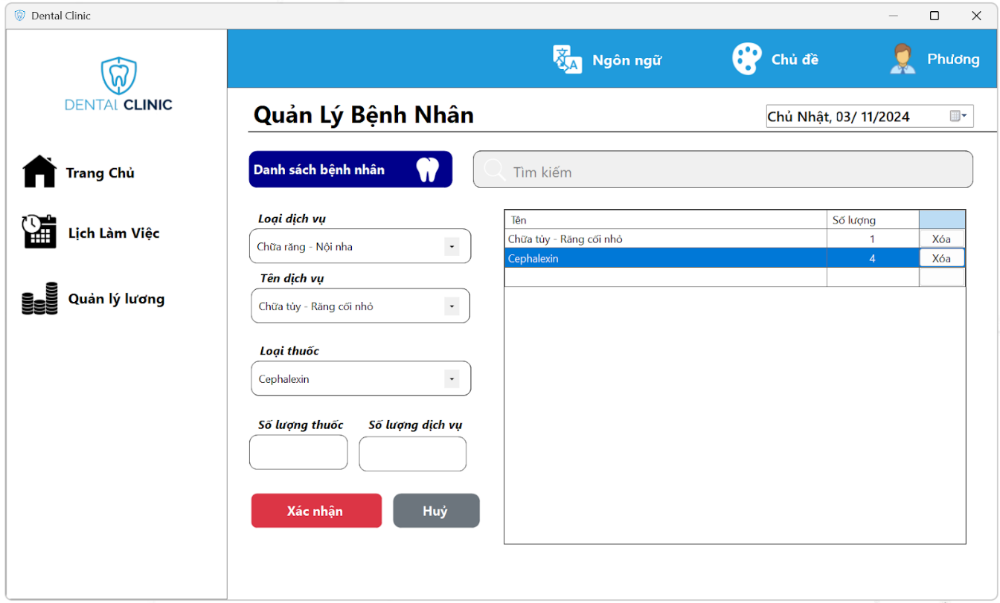 Dental Clinic
DENTAL CLINIC
Ngôn ngữ
Chủ đề
Phương
Quản Lý Bệnh Nhân
Chủ Nhật, 03/ 11/2024
Trang Chủ
Lịch Làm Việc
Quản lý lương
Danh sách bệnh nhân
Tìm kiếm
Loại dịch vụ
Chữa răng - Nội nha
Tên dịch vụ
Chữa tủy - Răng cối nhỏ
Loại thuốc
Cephalexin
Số lượng thuốc Số lượng dịch vụ
Xác nhận Huỷ
Tên Số lượng
Chữa tủy - Răng cối nhỏ 1 Xóa
Cephalexin 4 Xóa